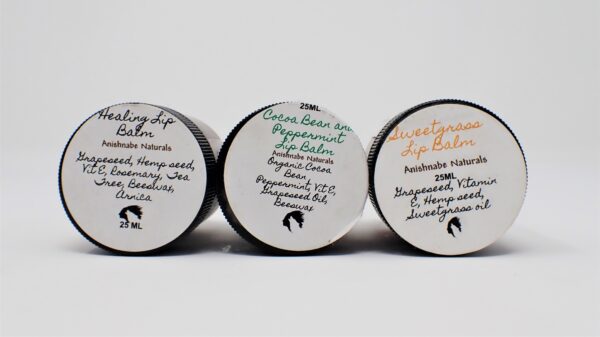 Healing Lip
Balm
Anishnabe Naturals
Grapeseed, Hemp seed,
Vit E, Rosemary, Tea
Tree, Beeswax,
Arnica
25 ML
25ML
Cocoa Bean and
Peppermint
Lip Balm
Anishnabe Naturals
Organic Cocoa
Bean,
Peppermint, Vit E,
Grapeseed Oil,
Beeswax
Sweetgrass
Lip Balm
Anishnabe Naturals
25ML
Grapeseed, Vitamin
E, Hemp seed,
Sweetgrass oil